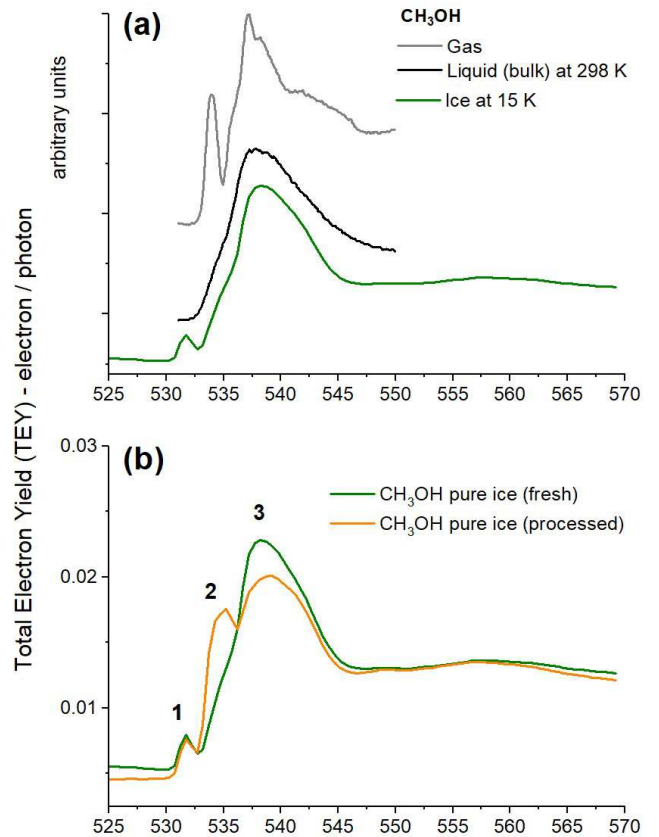 (a)
CH₃OH
Gas
Liquid (bulk) at 298 K
Ice at 15 K
arbitrary units
525 530 535 540 545 550 555 560 565 570
Total Electron Yield (TEY) - electron / photon
(b)
0.03
0.02
0.01
CH₃OH pure ice (fresh)
CH₃OH pure ice (processed)
3
2
1
525 530 535 540 545 550 555 560 565 570